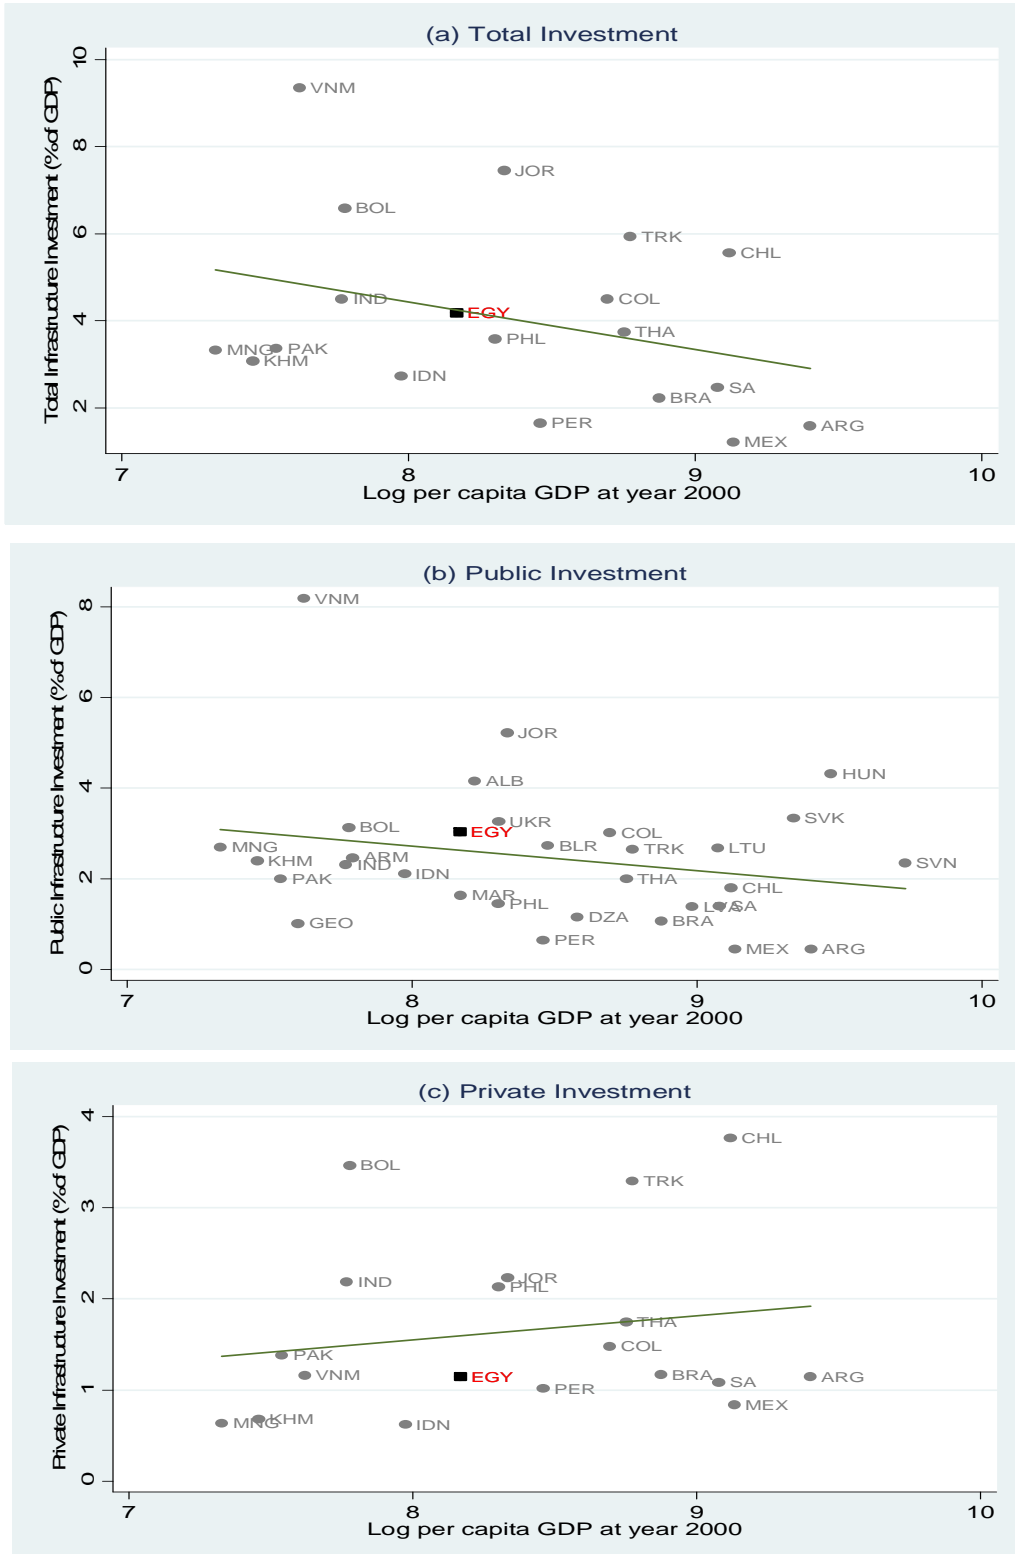 (a) Total Investment
Total Infrastructure Investment (% of GDP)
10
8
6
4
2
VNM
JOR
BOL
TRK
CHL
IND
COL
EGY
THA
PHL
MNG
PAK
KHM
IDN
SA
BRA
PER
ARG
MEX
7 8 9 10
Log per capita GDP at year 2000
(b) Public Investment
Public Infrastructure Investment (% of GDP)
8
6
4
2
0
VNM
JOR
HUN
ALB
SVK
UKR
BOL
EGY
COL
MNG
BLR
TRK
LTU
ARM
KHM
IND
SVN
IDN
PAK
THA
CHL
MAR
PHL
LVA
SA
DZA
BRA
GEO
PER
MEX
ARG
7 8 9 10
Log per capita GDP at year 2000
(c) Private Investment
Private Infrastructure Investment (% of GDP)
4
3
2
1
0
CHL
BOL
TRK
JOR
IND
PHL
THA
COL
PAK
VNM
EGY
BRA
ARG
SA
PER
MEX
KHM
MNG
IDN
7 8 9 10
Log per capita GDP at year 2000